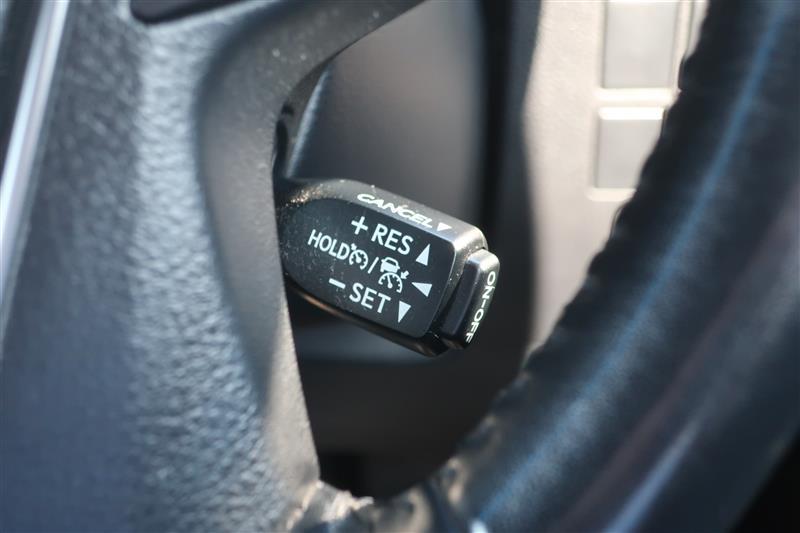 CANCEL▼
+ RES ▲
HOLD / ◀
− SET ▼
ON-OFF